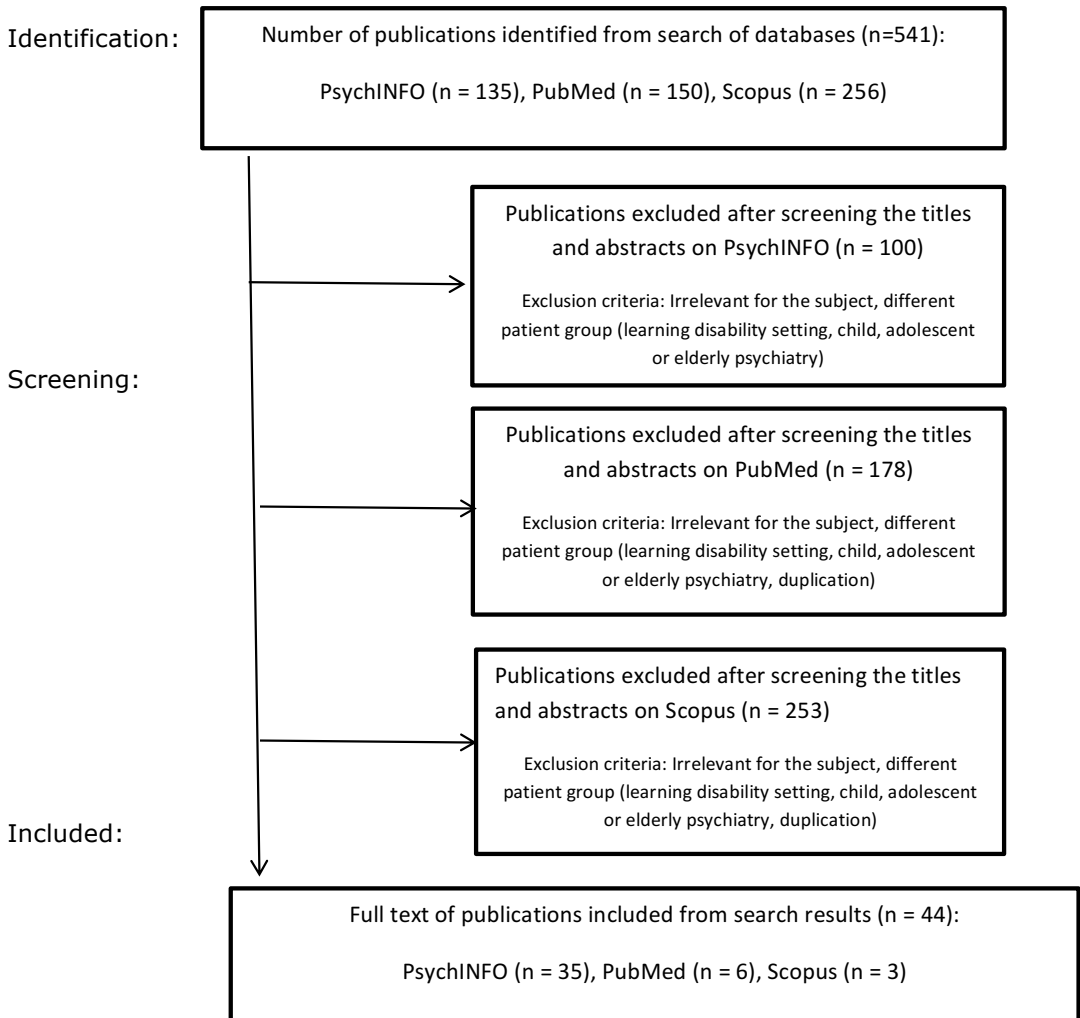 Identification:
Number of publications identified from search of databases (n=541):
PsychINFO (n = 135), PubMed (n = 150), Scopus (n = 256)
Publications excluded after screening the titles
and abstracts on PsychINFO (n = 100)
Exclusion criteria: Irrelevant for the subject, different
patient group (learning disability setting, child, adolescent
or elderly psychiatry)
Screening:
Publications excluded after screening the titles
and abstracts on PubMed (n = 178)
Exclusion criteria: Irrelevant for the subject, different
patient group (learning disability setting, child, adolescent
or elderly psychiatry, duplication)
Publications excluded after screening the titles
and abstracts on Scopus (n = 253)
Exclusion criteria: Irrelevant for the subject, different
patient group (learning disability setting, child, adolescent
or elderly psychiatry, duplication)
Included:
Full text of publications included from search results (n = 44):
PsychINFO (n = 35), PubMed (n = 6), Scopus (n = 3)